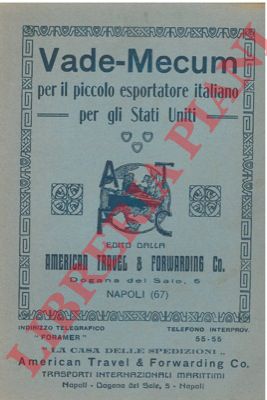 Vade-Mecum
per il piccolo esportatore italiano
per gli Stati Uniti
A T
F C
EDITO DALLA
AMERICAN TRAVEL & FORWARDING Co.
Dogana del Sale, 5
NAPOLI (67)
INDIRIZZO TELEGRAFICO
"FORAMER"
TELEFONO INTERPROV.
55-55
"LA CASA DELLE SPEDIZIONI"
American Travel & Forwarding Co.
TRASPORTI INTERNAZIONALI MARITTIMI
Napoli - Dogana del Sale, 5 - Napoli
LIBRERIA PIANI